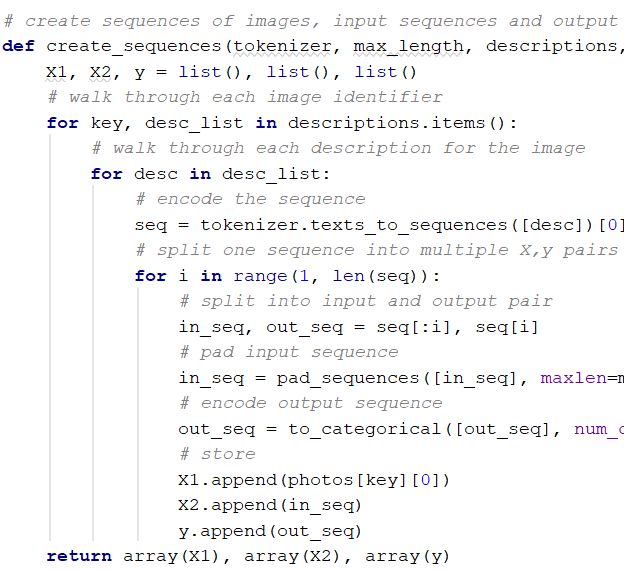 # create sequences of images, input sequences and output
def create_sequences(tokenizer, max_length, descriptions,
    X1, X2, y = list(), list(), list()
    # walk through each image identifier
    for key, desc_list in descriptions.items():
        # walk through each description for the image
        for desc in desc_list:
            # encode the sequence
            seq = tokenizer.texts_to_sequences([desc])[0]
            # split one sequence into multiple X,y pairs
            for i in range(1, len(seq)):
                # split into input and output pair
                in_seq, out_seq = seq[:i], seq[i]
                # pad input sequence
                in_seq = pad_sequences([in_seq], maxlen=
                # encode output sequence
                out_seq = to_categorical([out_seq],
                # store
                X1.append(photos[key][0])
                X2.append(in_seq)
                y.append(out_seq)
    return array(X1), array(X2), array(y)